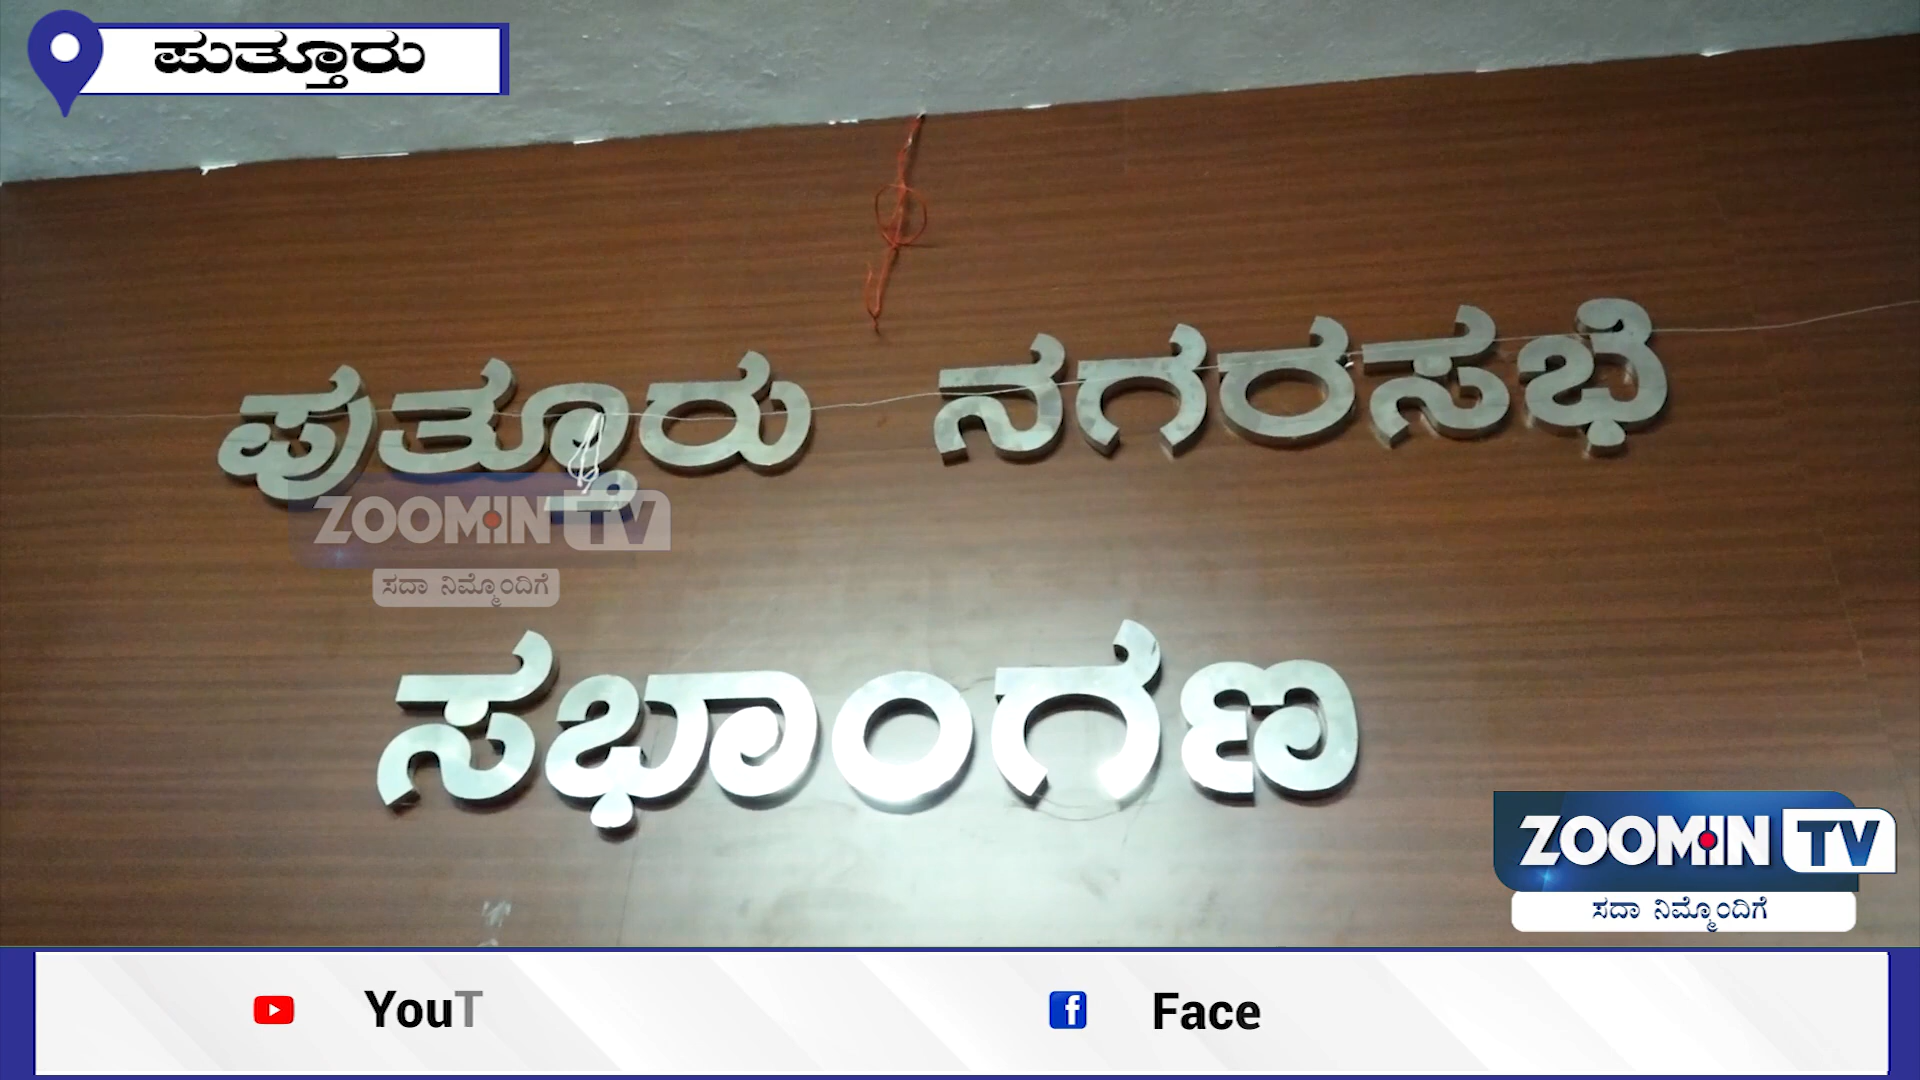 ಪುತ್ತೂರು
ಪುತ್ತೂರು ನಗರಸಭೆ
ZOOMIN TV
ಸದಾ ನಿಮ್ಮೊಂದಿಗೆ
ಸಭಾಂಗಣ
ZOOMIN TV
ಸದಾ ನಿಮ್ಮೊಂದಿಗೆ
YouT Face